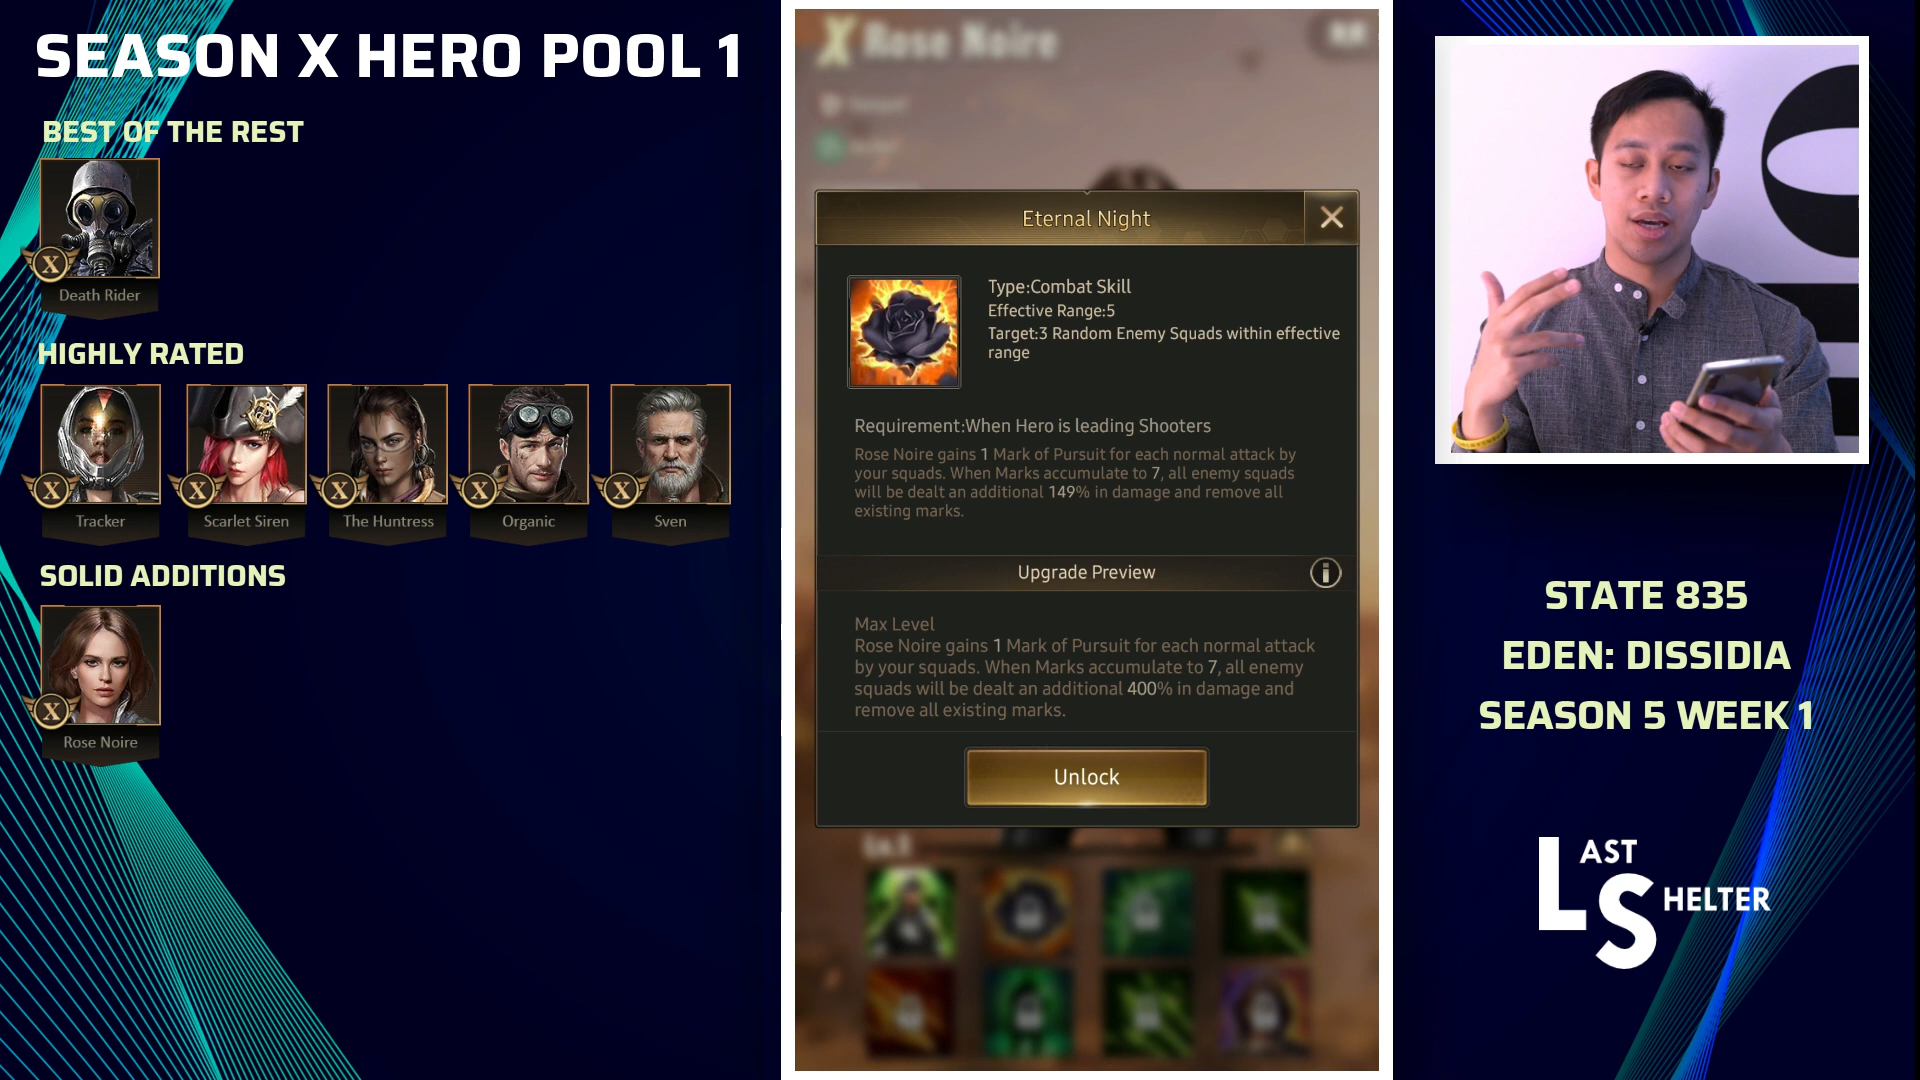 SEASON X HERO POOL 1
BEST OF THE REST
X
Death Rider
HIGHLY RATED
X
Tracker
X
Scarlet Siren
X
The Huntress
X
Organic
X
Sven
SOLID ADDITIONS
X
Rose Noire
X Rose Noire
Eternal Night
Type:Combat Skill
Effective Range:5
Target:3 Random Enemy Squads within effective
range
Requirement:When Hero is leading Shooters
Rose Noire gains 1 Mark of Pursuit for each normal attack by
your squads. When Marks accumulate to 7, all enemy squads
will be dealt an additional 149% in damage and remove all
existing marks.
Upgrade Preview
Max Level
Rose Noire gains 1 Mark of Pursuit for each normal attack
by your squads. When Marks accumulate to 7, all enemy
squads will be dealt an additional 400% in damage and
remove all existing marks.
Unlock
STATE 835
EDEN: DISSIDIA
SEASON 5 WEEK 1
LAST
SHELTER